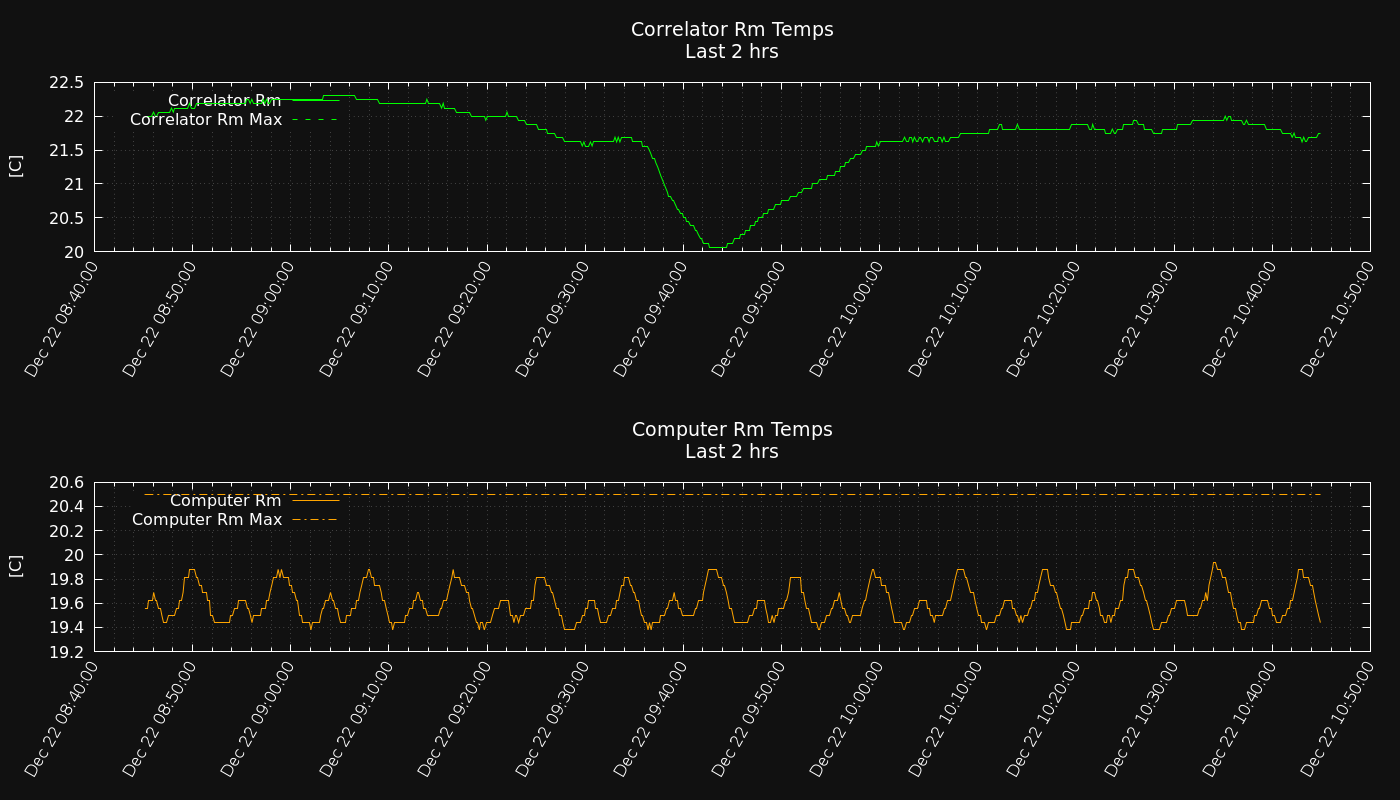 Correlator Rm Temps
Last 2 hrs
22.5
22
21.5
21
20.5
20
[C]
Correlator Rm
Correlator Rm Max
Dec 22 08:40:00
Dec 22 08:50:00
Dec 22 09:00:00
Dec 22 09:10:00
Dec 22 09:20:00
Dec 22 09:30:00
Dec 22 09:40:00
Dec 22 09:50:00
Dec 22 10:00:00
Dec 22 10:10:00
Dec 22 10:20:00
Dec 22 10:30:00
Dec 22 10:40:00
Dec 22 10:50:00
Computer Rm Temps
Last 2 hrs
20.6
20.4
20.2
20
19.8
19.6
19.4
19.2
[C]
Computer Rm
Computer Rm Max
Dec 22 08:40:00
Dec 22 08:50:00
Dec 22 09:00:00
Dec 22 09:10:00
Dec 22 09:20:00
Dec 22 09:30:00
Dec 22 09:40:00
Dec 22 09:50:00
Dec 22 10:00:00
Dec 22 10:10:00
Dec 22 10:20:00
Dec 22 10:30:00
Dec 22 10:40:00
Dec 22 10:50:00